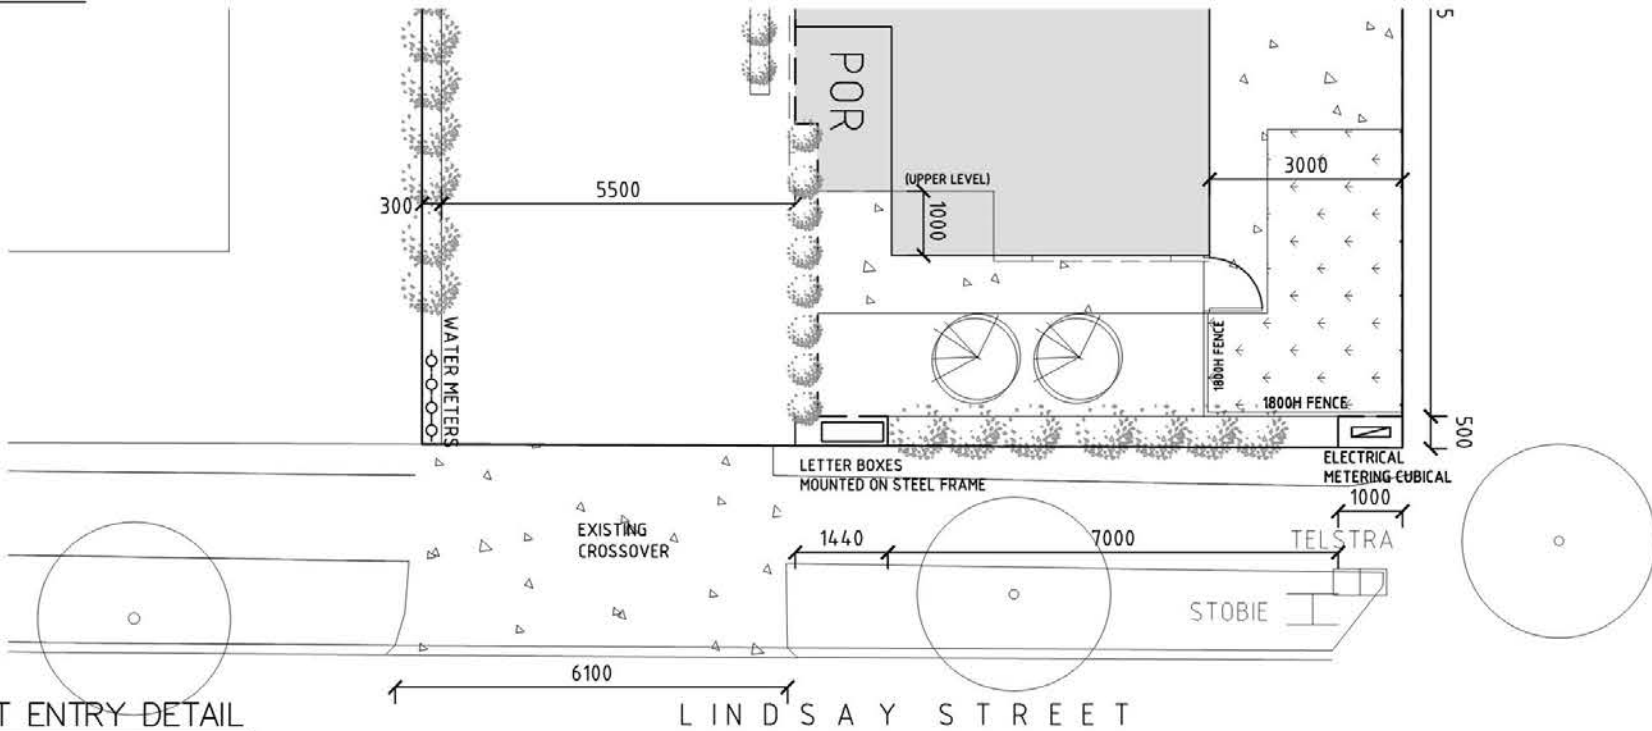 5
POR
3000
(UPPER LEVEL)
5500
300
1000
WATER METERS
1800H FENCE
1800H FENCE
500
LETTER BOXES
MOUNTED ON STEEL FRAME
ELECTRICAL
METERING CUBICAL
1000
EXISTING
CROSSOVER
1440
7000
TELSTRA
STOBIE
6100
T ENTRY DETAIL
LINDSAY STREET